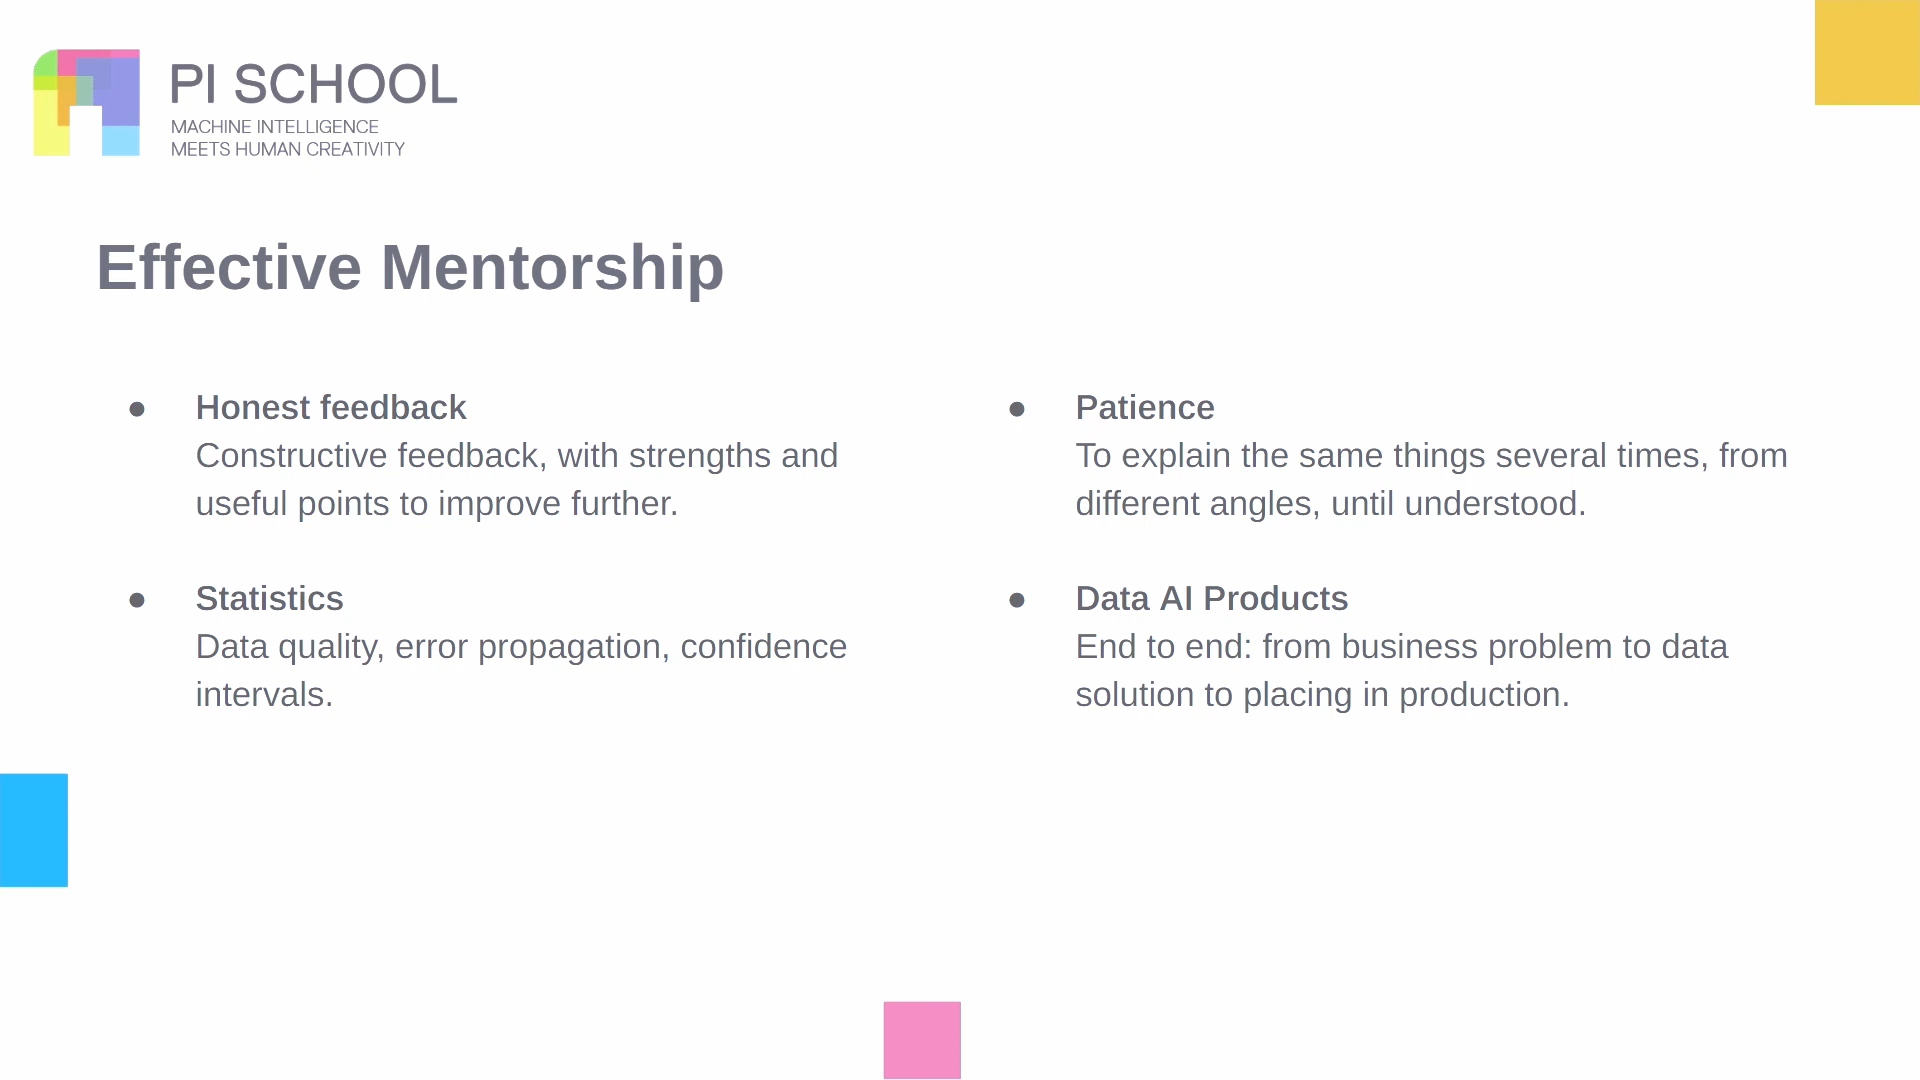 PI SCHOOL
MACHINE INTELLIGENCE
MEETS HUMAN CREATIVITY
Effective Mentorship
● Honest feedback
Constructive feedback, with strengths and
useful points to improve further.
● Statistics
Data quality, error propagation, confidence
intervals.
● Patience
To explain the same things several times, from
different angles, until understood.
● Data AI Products
End to end: from business problem to data
solution to placing in production.